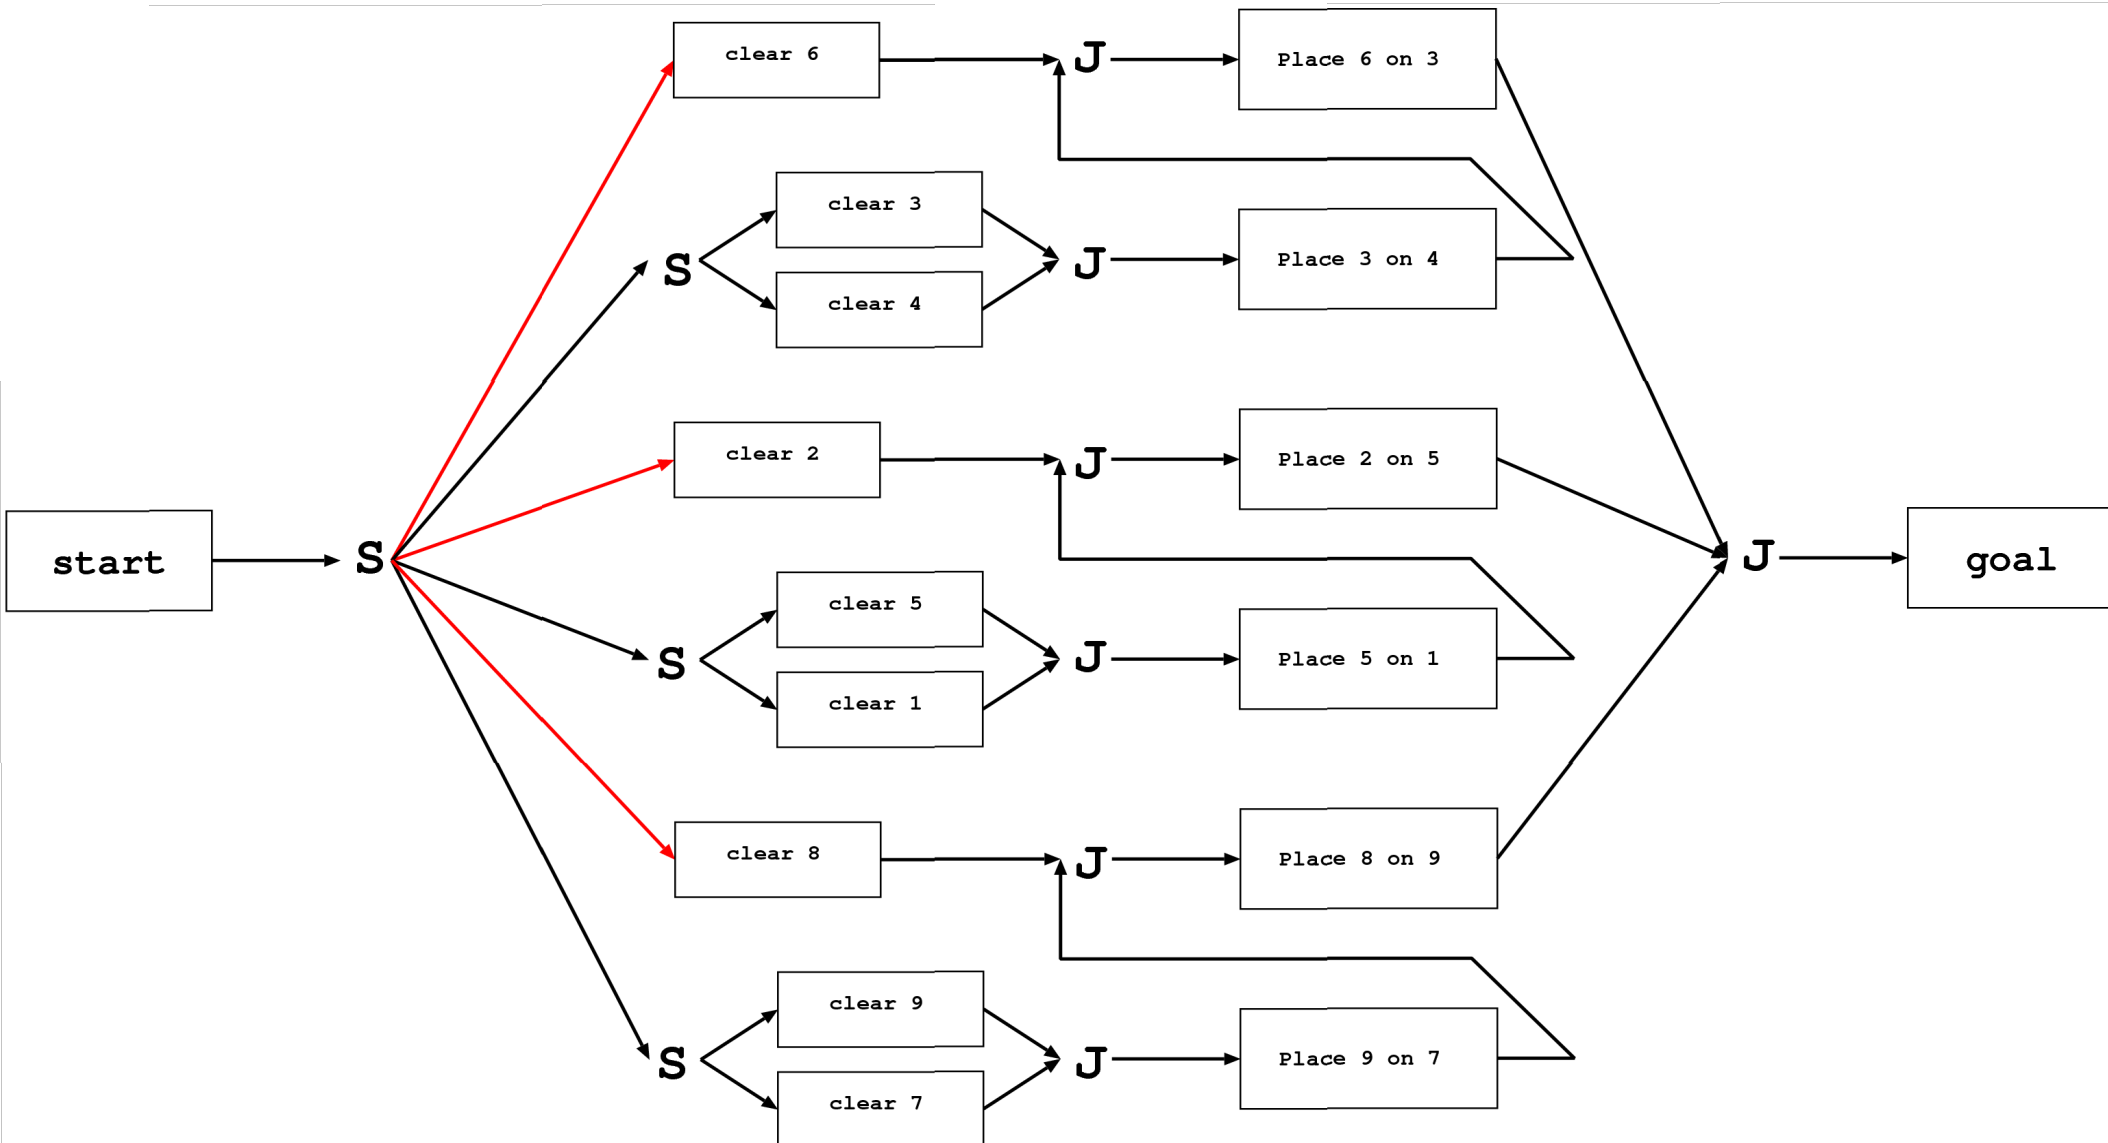 clear 6
J
Place 6 on 3
clear 3
S
J
Place 3 on 4
clear 4
clear 2
J
Place 2 on 5
start
S
J
goal
clear 5
S
J
Place 5 on 1
clear 1
clear 8
J
Place 8 on 9
clear 9
S
J
Place 9 on 7
clear 7